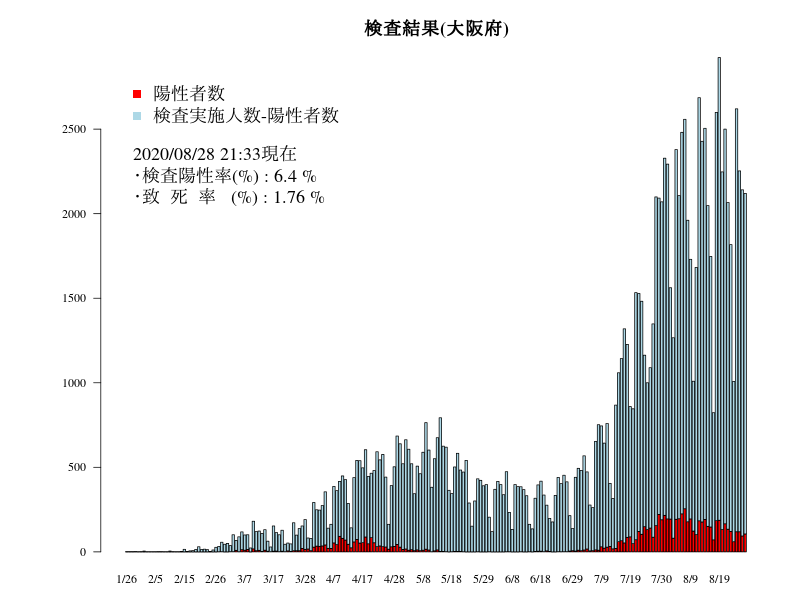 検査結果(大阪府)
陽性者数
検査実施人数-陽性者数
2020/08/28 21:33現在
･検査陽性率(%) : 6.4 %
･致 死 率 (%) : 1.76 %
2500
2000
1500
1000
500
0
1/26 2/5 2/15 2/26 3/7 3/17 3/28 4/7 4/17 4/28 5/8 5/18 5/29 6/8 6/18 6/29 7/9 7/19 7/30 8/9 8/19